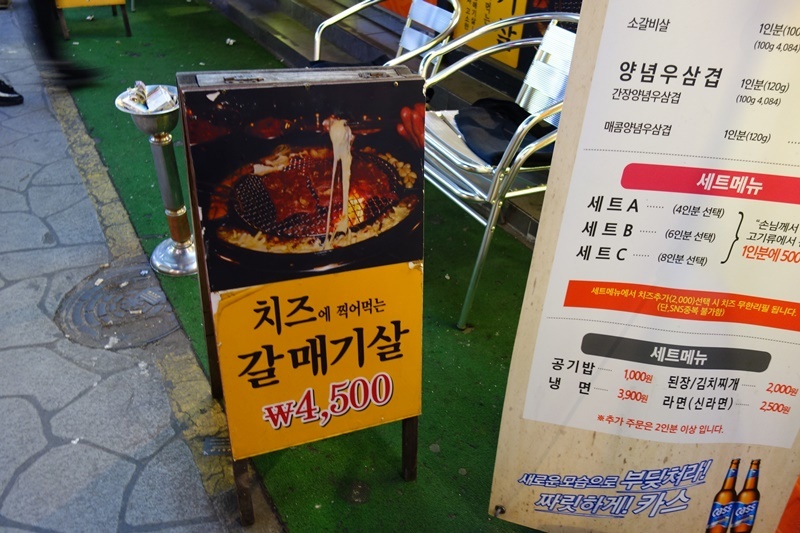 치즈에 찍어먹는
갈매기살
₩4,500
소갈비살
양념우삼겹 1인분(120g)
간장양념우삼겹 (100g 4,084)
매콤양념우삼겹 1인분(120g)
세트메뉴
세트A (4인분 선택)
세트B (6인분 선택)
세트C (8인분 선택)
"손님께서
고기류에서
1인분에 500
세트메뉴에서 치즈추가(2,000)선택 시 치즈 무한리필 됩니다.
(단,SNS중복 불가함)
세트메뉴
공기밥 1,000원 된장/김치찌개 2,000원
냉면 3,900원 라면(신라면) 2,500원
※추가 주문은 2인분 이상 입니다.
새로운 모습으로 부딪쳐라!
짜릿하게! 카스
Cass Cass